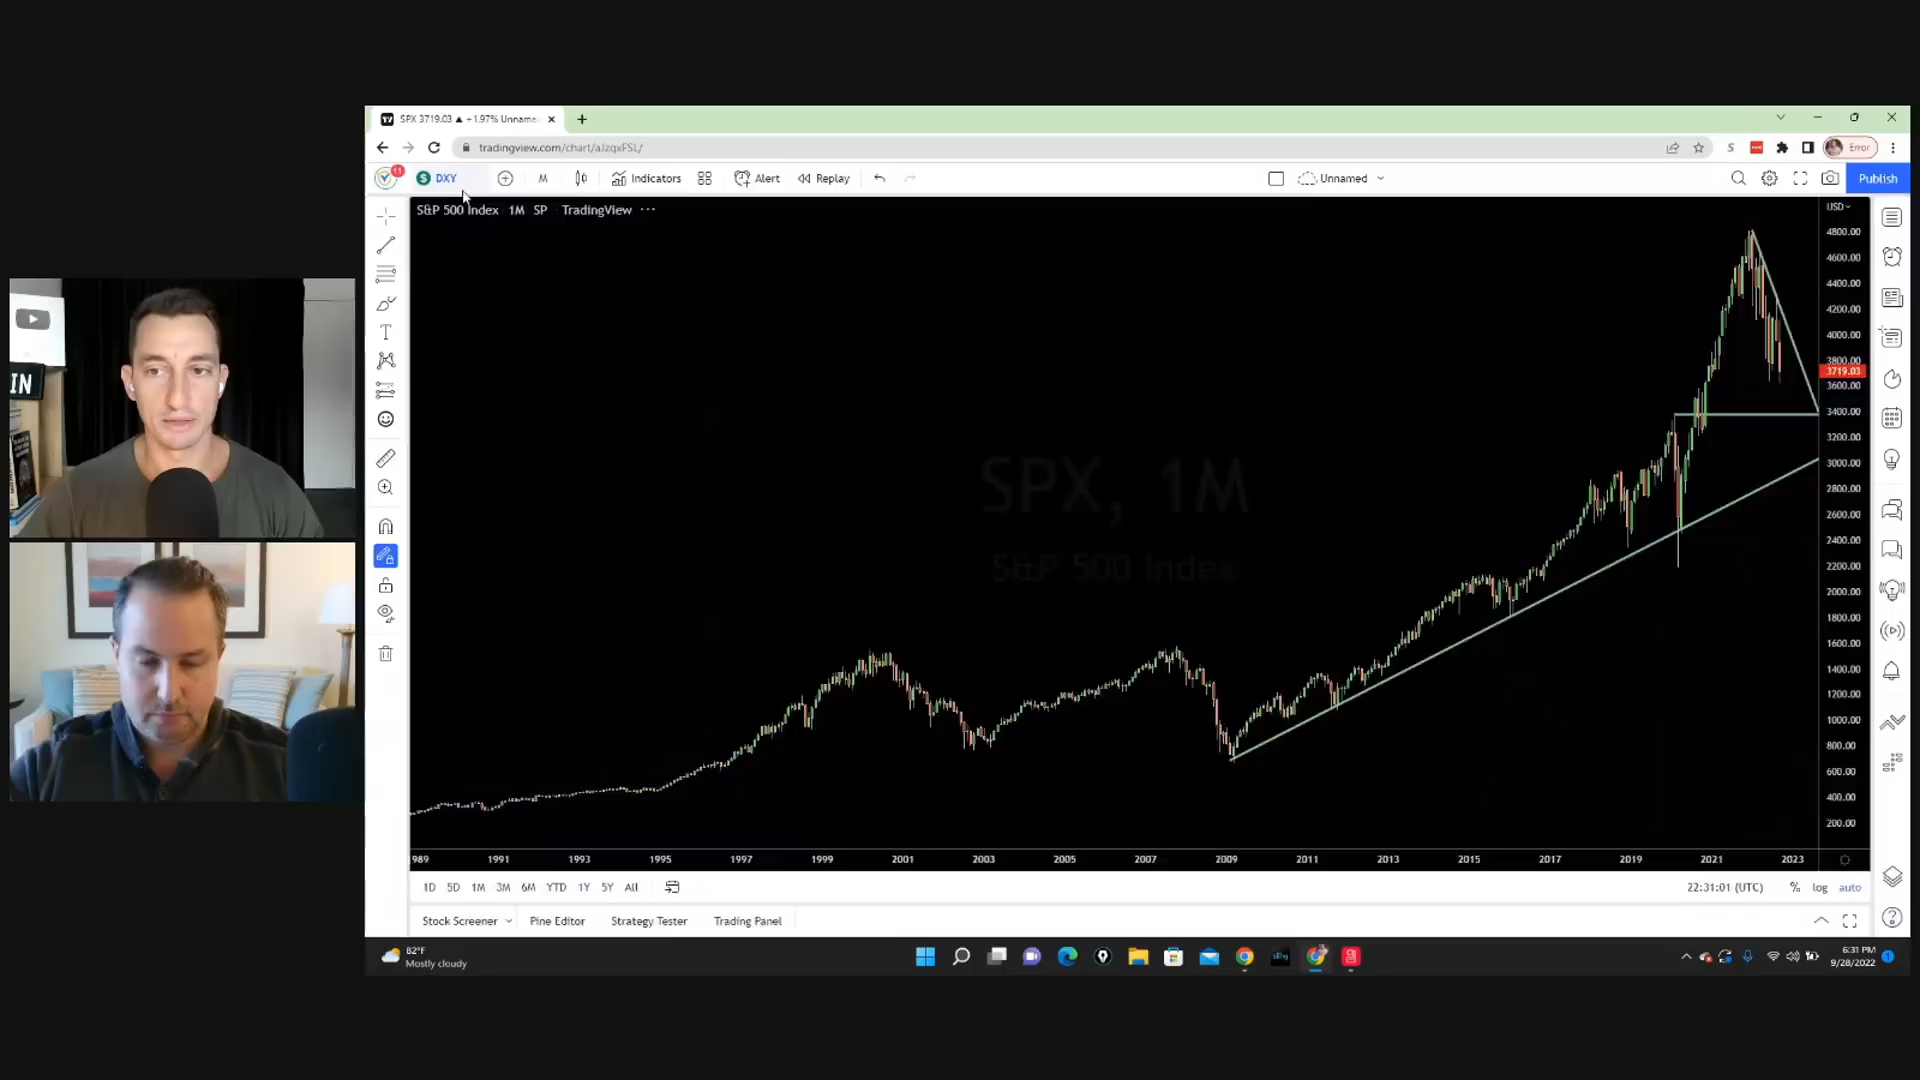 SPX 3719.03 ▲ +1.97% Unname
tradingview.com/chart/aJzqxFSL/
Error
11
DXY
M
Indicators
Alert
Replay
Unnamed
Publish
S&P 500 Index 1M SP TradingView ...
USD
IN
SPX, 1M
S&P 500 Index
4800.00
4600.00
4400.00
4200.00
4000.00
3800.00
3719.03
3600.00
3400.00
3200.00
3000.00
2800.00
2600.00
2400.00
2200.00
2000.00
1800.00
1600.00
1400.00
1200.00
1000.00
800.00
600.00
400.00
200.00
989 1991 1993 1995 1997 1999 2001 2003 2005 2007 2009 2011 2013 2015 2017 2019 2021 2023
1D 5D 1M 3M 6M YTD 1Y 5Y All
22:31:01 (UTC) % log auto
Stock Screener Pine Editor Strategy Tester Trading Panel
82°F
Mostly cloudy
6:31 PM
9/28/2022
1